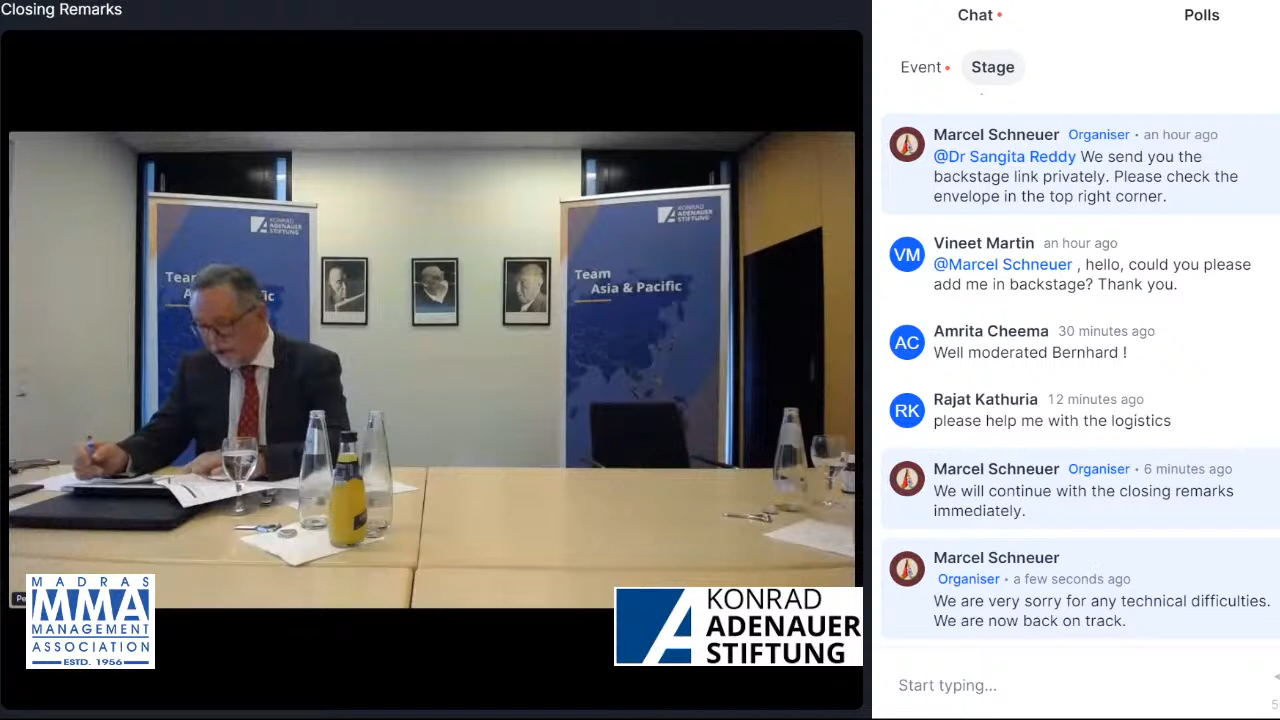 Closing Remarks
KONRAD
ADENAUER
STIFTUNG
Team
Asia & Pacific
KONRAD
ADENAUER
STIFTUNG
Team
Asia & Pacific
MADRAS
MMA
MANAGEMENT
ASSOCIATION
ESTD. 1956
KONRAD
ADENAUER
STIFTUNG
Chat
Polls
Event
Stage
Marcel Schneuer Organiser • an hour ago
@Dr Sangita Reddy We send you the
backstage link privately. Please check the
envelope in the top right corner.
VM
Vineet Martin an hour ago
@Marcel Schneuer , hello, could you please
add me in backstage? Thank you.
AC
Amrita Cheema 30 minutes ago
Well moderated Bernhard !
RK
Rajat Kathuria 12 minutes ago
please help me with the logistics
Marcel Schneuer Organiser • 6 minutes ago
We will continue with the closing remarks
immediately.
Marcel Schneuer
Organiser • a few seconds ago
We are very sorry for any technical difficulties.
We are now back on track.
Start typing...